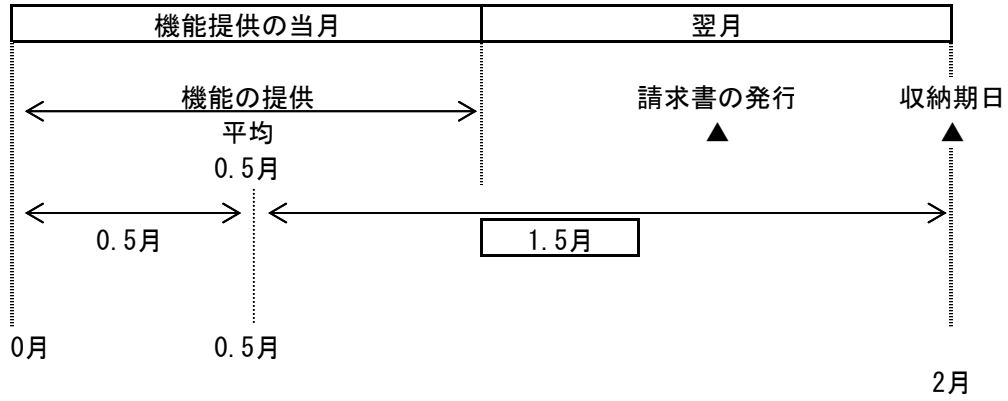 機能提供の当月 翌月
機能の提供 請求書の発行 収納期日
平均 ▲ ▲
0.5月
0.5月 1.5月
0月 0.5月
2月